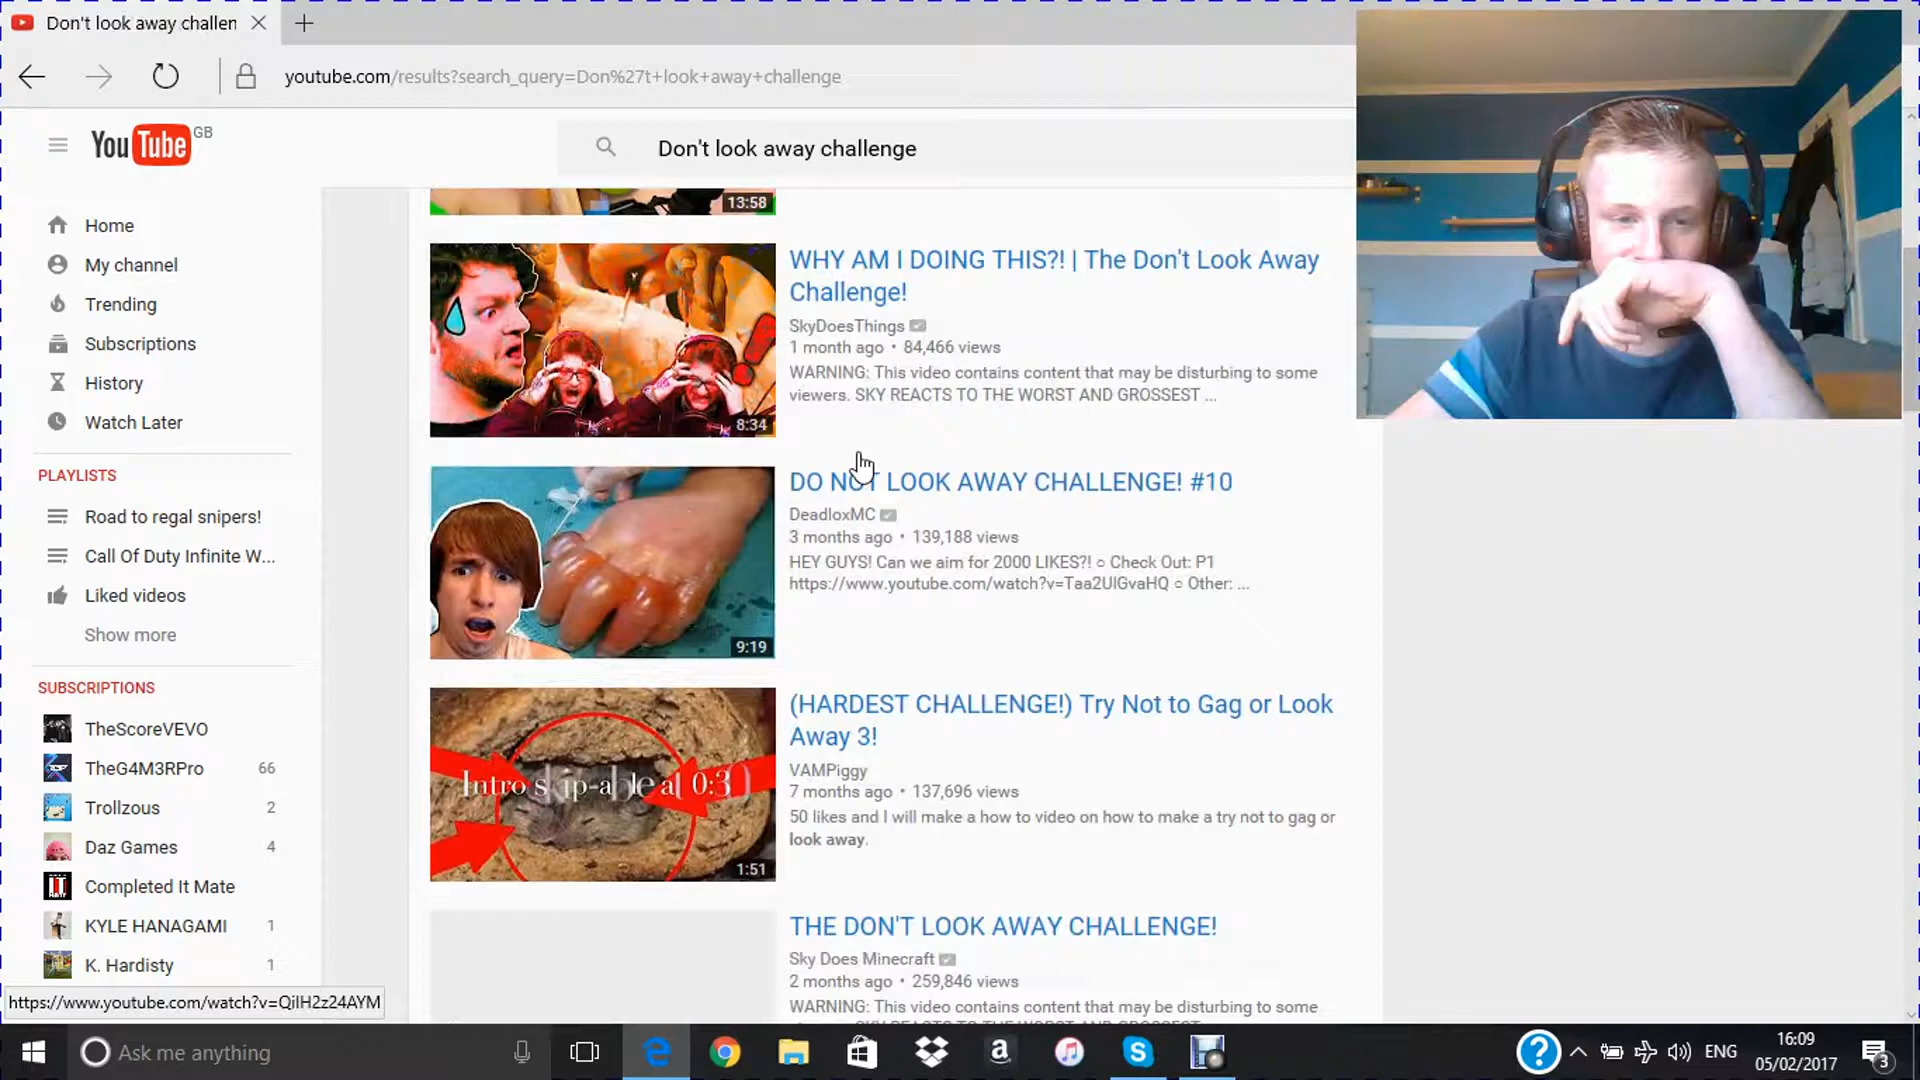 Don't look away challen
youtube.com/results?search_query=Don%27t+look+away+challenge
YouTube GB
Don't look away challenge
Home
My channel
Trending
Subscriptions
History
Watch Later
PLAYLISTS
Road to regal snipers!
Call Of Duty Infinite W...
Liked videos
Show more
SUBSCRIPTIONS
TheScoreVEVO
TheG4M3RPro 66
Trollzous 2
Daz Games 4
Completed It Mate
KYLE HANAGAMI 1
K. Hardisty 1
https://www.youtube.com/watch?v=QiIH2z24AYM
13:58
8:34
WHY AM I DOING THIS?! | The Don't Look Away
Challenge!
SkyDoesThings
1 month ago • 84,466 views
WARNING: This video contains content that may be disturbing to some
viewers. SKY REACTS TO THE WORST AND GROSSEST ...
9:19
DO NOT LOOK AWAY CHALLENGE! #10
DeadloxMC
3 months ago • 139,188 views
HEY GUYS! Can we aim for 2000 LIKES?! ○ Check Out: P1
https://www.youtube.com/watch?v=Taa2UlGvaHQ ○ Other: ...
Intro skip-able at 0:30
1:51
(HARDEST CHALLENGE!) Try Not to Gag or Look
Away 3!
VAMPiggy
7 months ago • 137,696 views
50 likes and I will make a how to video on how to make a try not to gag or
look away.
THE DON'T LOOK AWAY CHALLENGE!
Sky Does Minecraft
2 months ago • 259,846 views
WARNING: This video contains content that may be disturbing to some
Ask me anything
ENG
16:09
05/02/2017
3